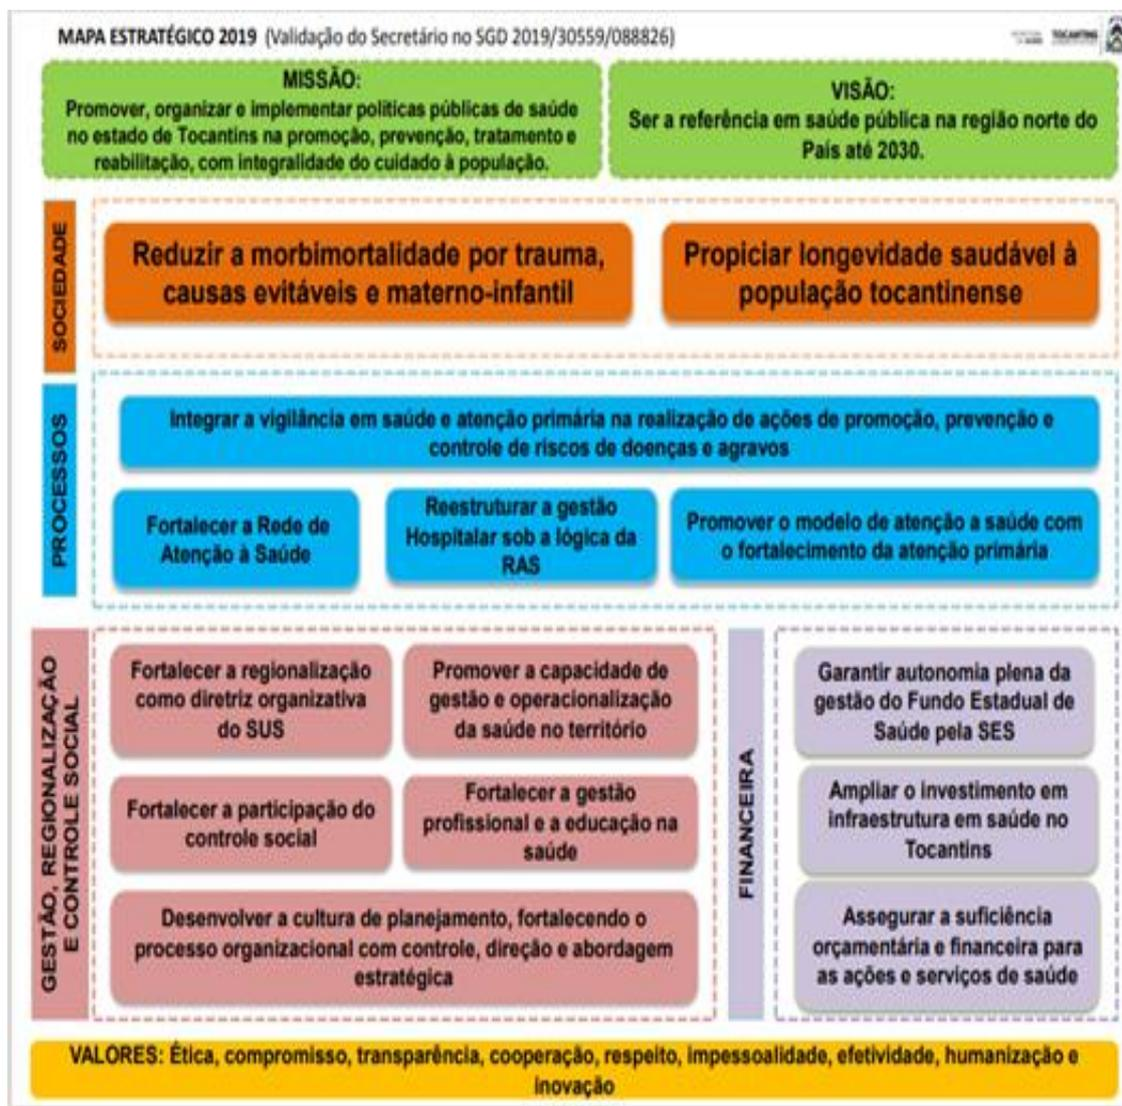 MAPA ESTRATÉGICO 2019 (Validação do Secretário no SGD 2019/30559/088826)
TOCANTINS
MISSÃO:
Promover, organizar e implementar políticas públicas de saúde
no estado de Tocantins na promoção, prevenção, tratamento e
reabilitação, com integralidade do cuidado à população.
VISÃO:
Ser a referência em saúde pública na região norte do
País até 2030.
SOCIEDADE
Reduzir a morbimortalidade por trauma,
causas evitáveis e materno-infantil
Propiciar longevidade saudável à
população tocantinense
PROCESSOS
Integrar a vigilância em saúde e atenção primária na realização de ações de promoção, prevenção e
controle de riscos de doenças e agravos
Fortalecer a Rede de
Atenção à Saúde
Reestruturar a gestão
Hospitalar sob a lógica da
RAS
Promover o modelo de atenção a saúde com
o fortalecimento da atenção primária
GESTÃO, REGIONALIZAÇÃO
E CONTROLE SOCIAL
Fortalecer a regionalização
como diretriz organizativa
do SUS
Promover a capacidade de
gestão e operacionalização
da saúde no território
Fortalecer a participação do
controle social
Fortalecer a gestão
profissional e a educação na
saúde
Desenvolver a cultura de planejamento, fortalecendo o
processo organizacional com controle, direção e abordagem
estratégica
FINANCEIRA
Garantir autonomia plena da
gestão do Fundo Estadual de
Saúde pela SES
Ampliar o investimento em
infraestrutura em saúde no
Tocantins
Assegurar a suficiência
orçamentária e financeira para
as ações e serviços de saúde
VALORES: Ética, compromisso, transparência, cooperação, respeito, impessoalidade, efetividade, humanização e
inovação